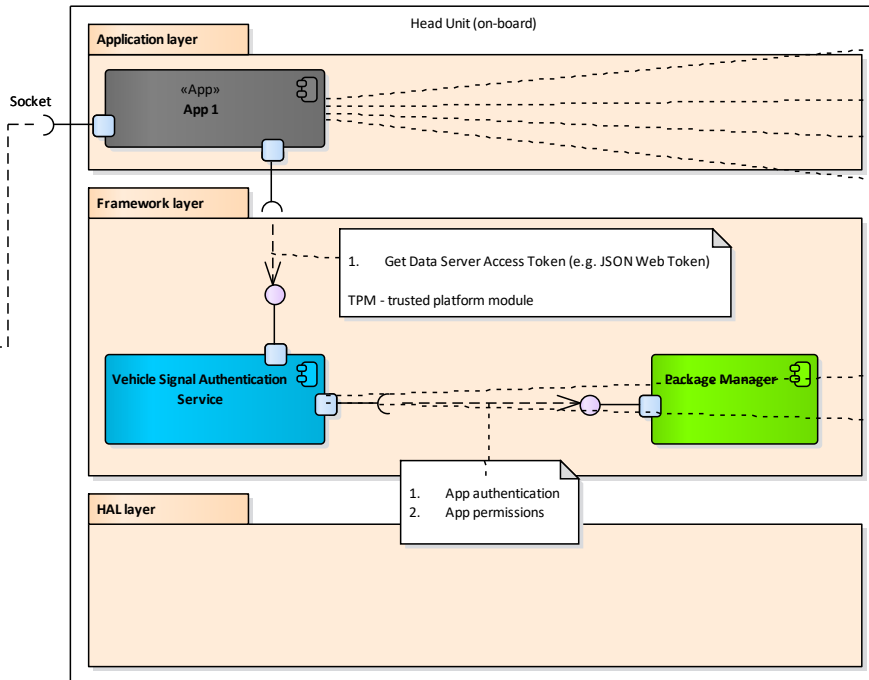 Head Unit (on-board)
Application layer
«App»
App 1
Socket
Framework layer
1. Get Data Server Access Token (e.g. JSON Web Token)
TPM - trusted platform module
Vehicle Signal Authentication
Service
Package Manager
1. App authentication
2. App permissions
HAL layer